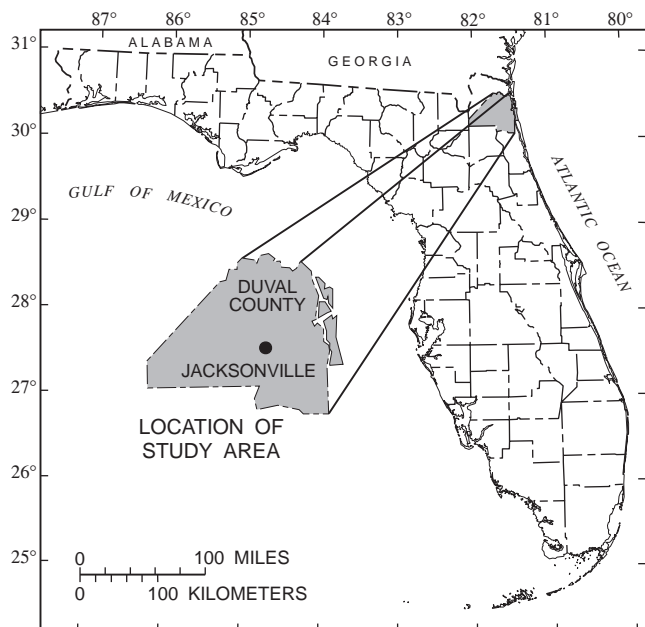 87° 86° 85° 84° 83° 82° 81° 80°
31°
ALABAMA
GEORGIA
30°
GULF OF MEXICO
ATLANTIC OCEAN
29°
28°
DUVAL
COUNTY
JACKSONVILLE
27°
LOCATION OF
STUDY AREA
26°
25°
0 100 MILES
0 100 KILOMETERS